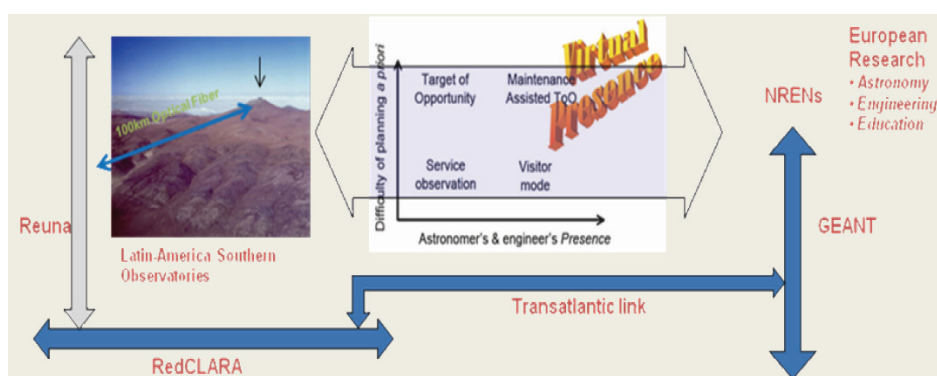 100km Optical Fiber
Reuna
Latin-America Southern
Observatories
RedCLARA
Difficulty of planning a priori
Target of
Opportunity
Maintenance
Assisted ToO
Service
observation
Visitor
mode
Astronomer's & engineer's Presence
Virtual
Presence
Transatlantic link
NRENs
GEANT
European
Research
• Astronomy
• Engineering
• Education